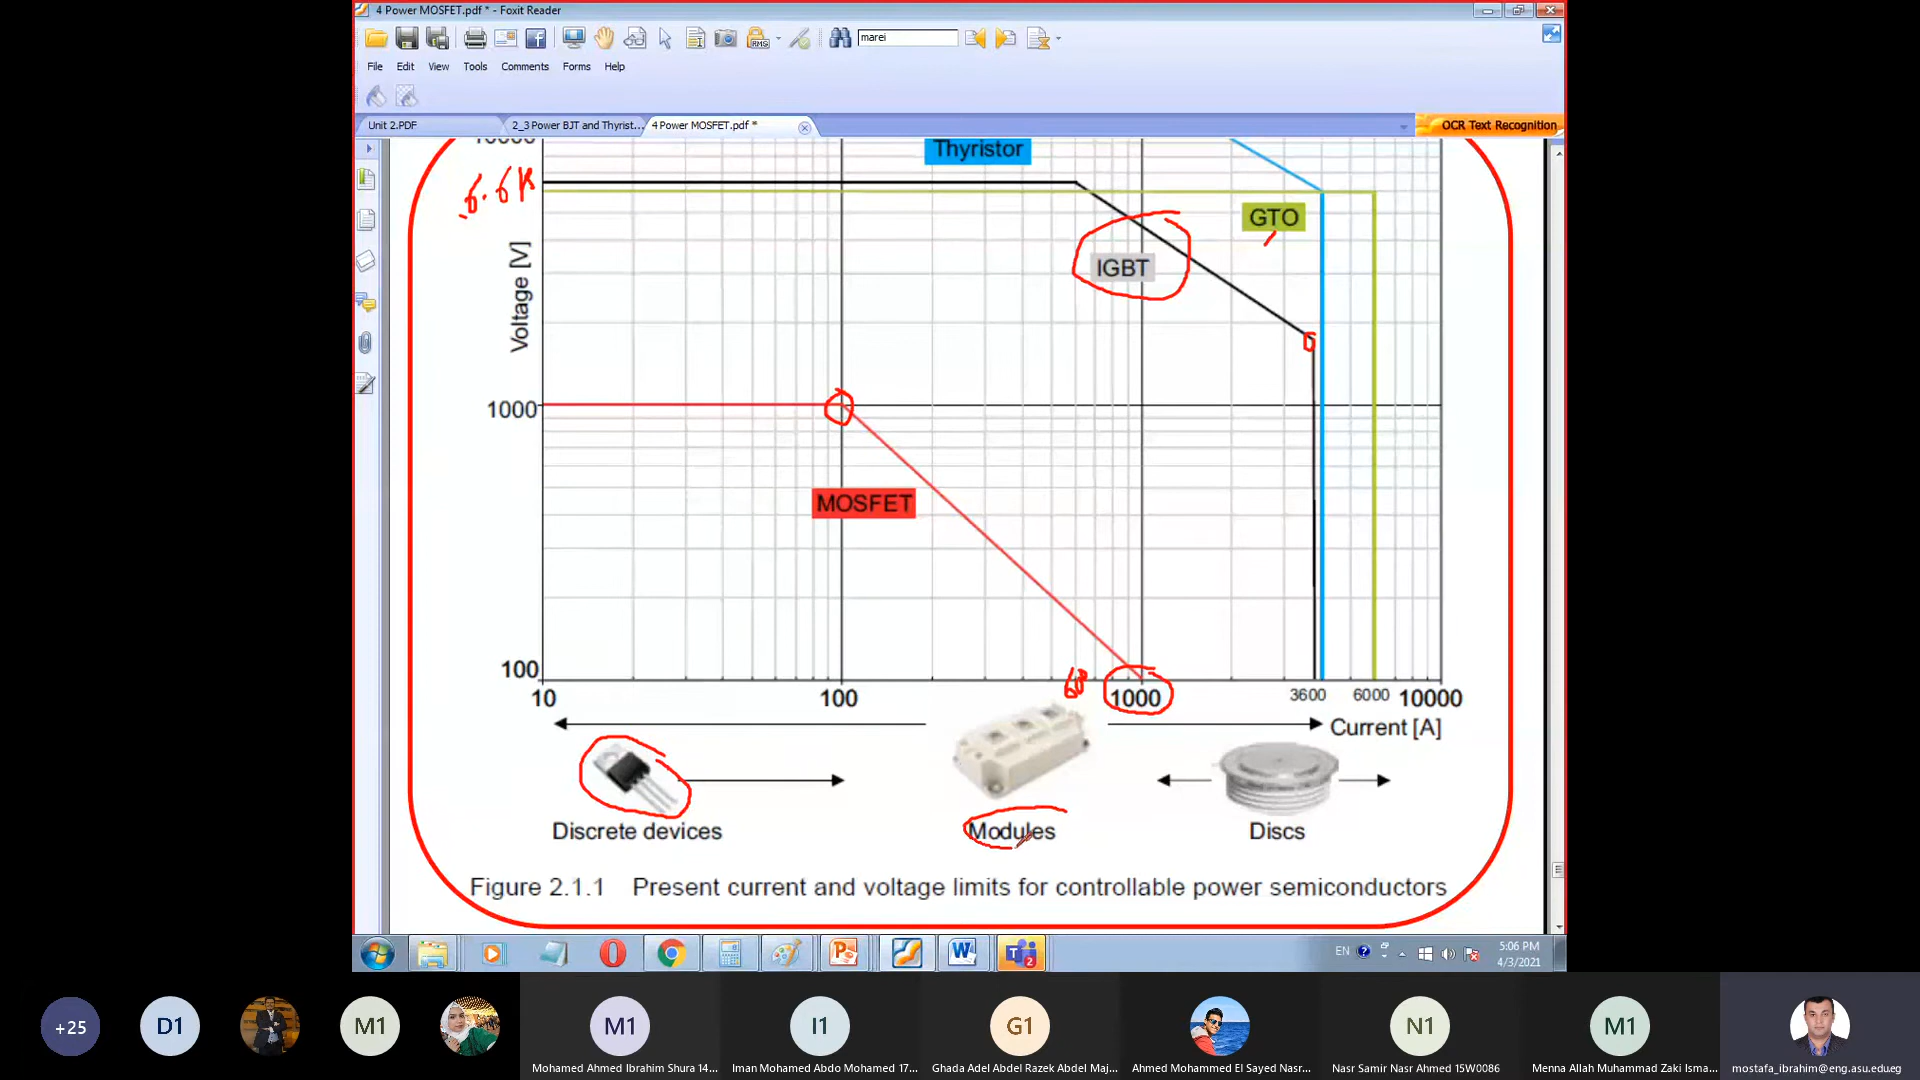 4 Power MOSFET.pdf * - Foxit Reader
RMS
marei
File Edit View Tools Comments Forms Help
Unit 2.PDF
2_3 Power BJT and Thyrist...
4 Power MOSFET.pdf *
OCR Text Recognition
Thyristor
6.6K
GTO
IGBT
Voltage [V]
1000
MOSFET
100
60
10 100 1000 3600 6000 10000
Current [A]
Discrete devices Modules Discs
Figure 2.1.1 Present current and voltage limits for controllable power semiconductors
EN
5:06 PM
4/3/2021
2
+25 D1 M1 M1 I1 G1 N1 M1
Mohamed Ahmed Ibrahim Shura 14...
Iman Mohamed Abdo Mohamed 17...
Ghada Adel Abdel Razek Abdel Maj...
Ahmed Mohammed El Sayed Nasr...
Nasr Samir Nasr Ahmed 15W0086
Menna Allah Muhammad Zaki Isma...
mostafa_ibrahim@eng.asu.edu.eg